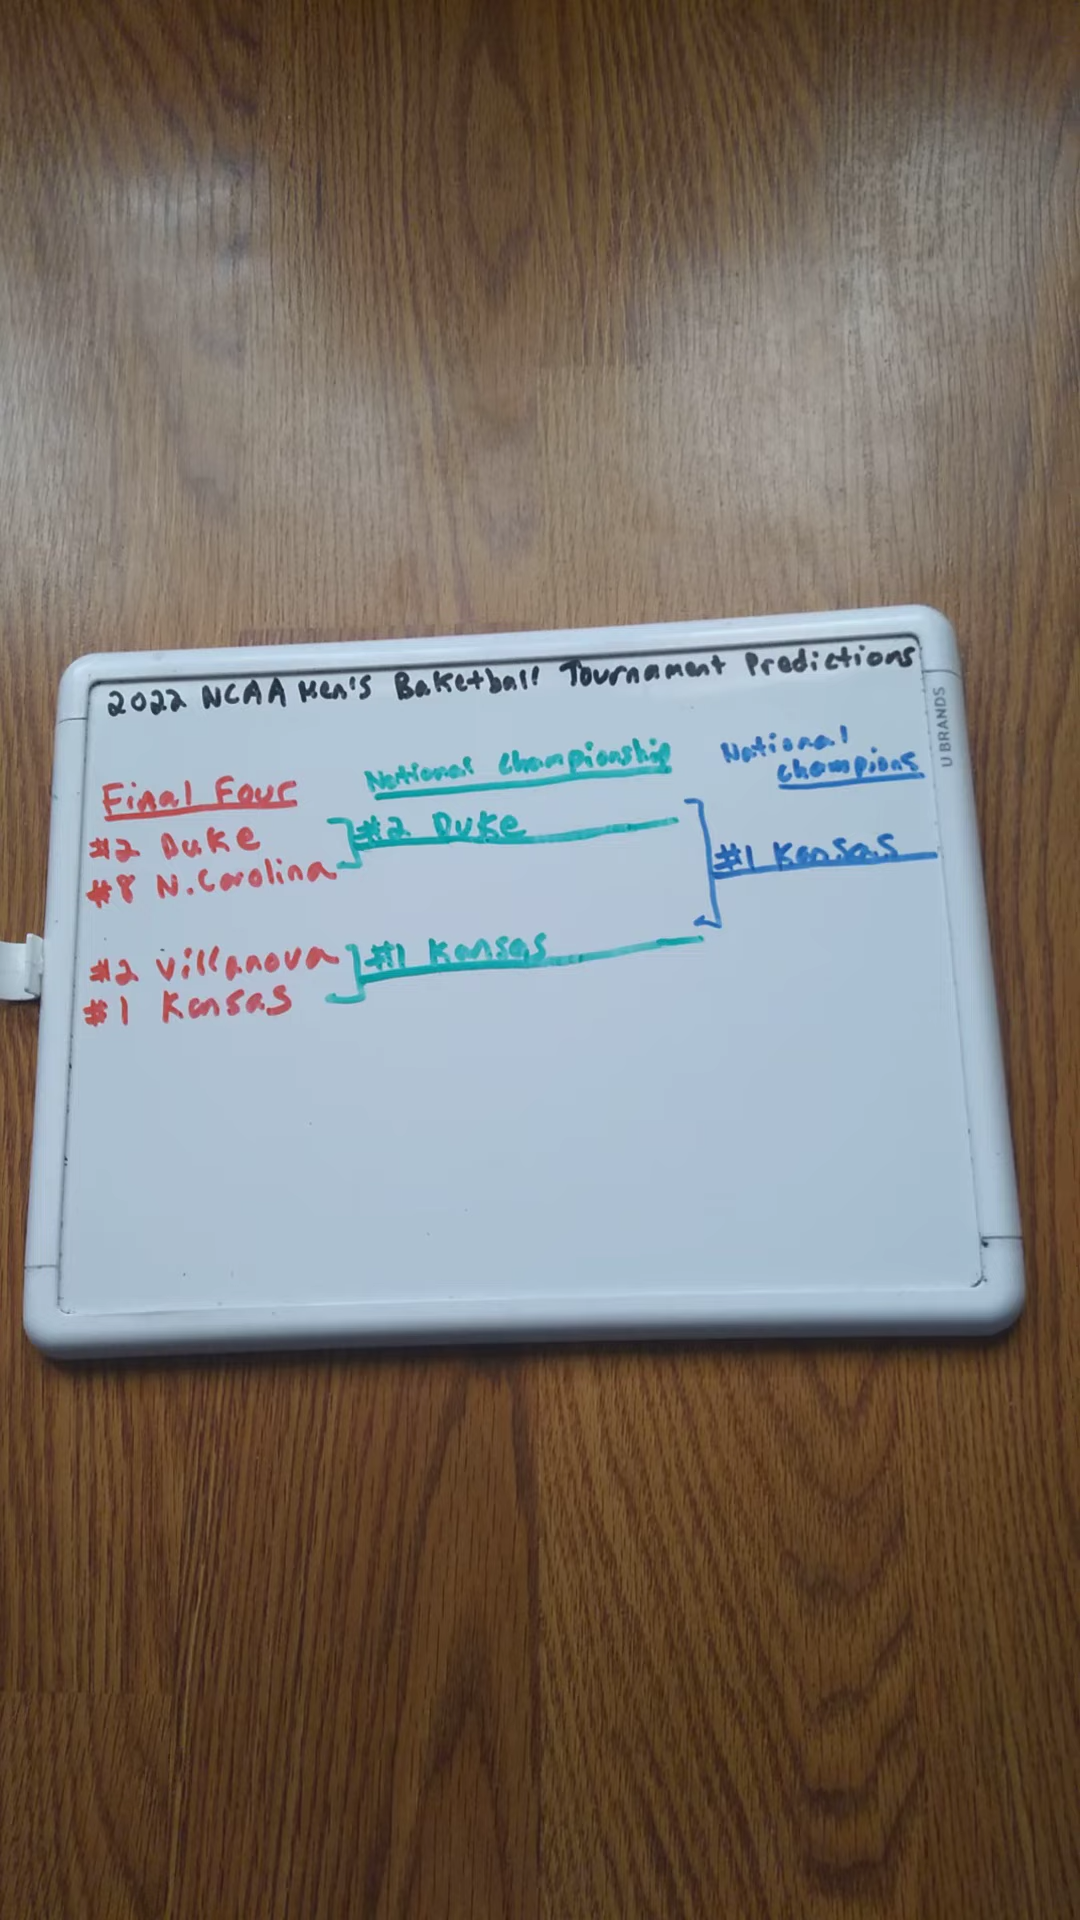 2022 NCAA Men's Baketball Tournament Predictions
Final Four
#2 Duke
#8 N. Carolina
#2 Villanova
#1 Kansas
National Championship
#2 Duke
#1 Kansas
National
Champions
#1 Kansas
U BRANDS